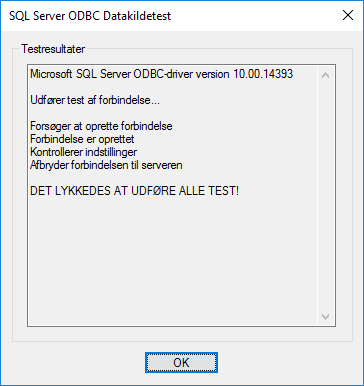 SQL Server ODBC Datakildetest
Testresultater
Microsoft SQL Server ODBC-driver version 10.00.14393
Udfører test af forbindelse...
Forsøger at oprette forbindelse
Forbindelse er oprettet
Kontrollerer indstillinger
Afbryder forbindelsen til serveren
DET LYKKEDES AT UDFØRE ALLE TEST!
OK